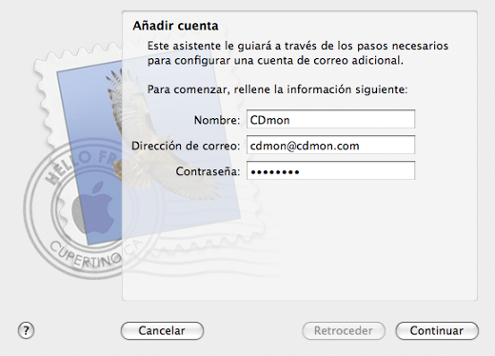 Añadir cuenta
Este asistente le guiará a través de los pasos necesarios
para configurar una cuenta de correo adicional.
Para comenzar, rellene la información siguiente:
Nombre: CDmon
Dirección de correo: cdmon@cdmon.com
Contraseña: ••••••••
HELLO FR
CUPERTINO CA
? Cancelar Retroceder Continuar